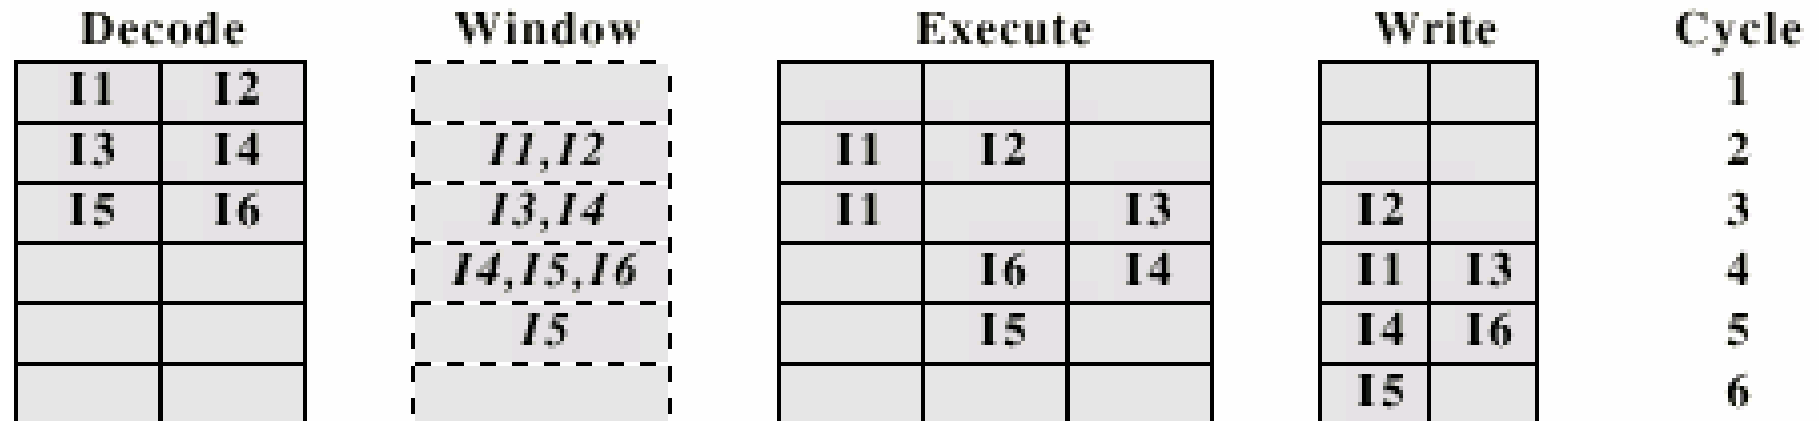 Decode Window Execute Write Cycle
I1 I2 1
I3 I4 I1,I2 I1 I2 2
I5 I6 I3,I4 I1 I3 I2 3
I4,I5,I6 I6 I4 I1 I3 4
I5 I5 I4 I6 5
I5 6